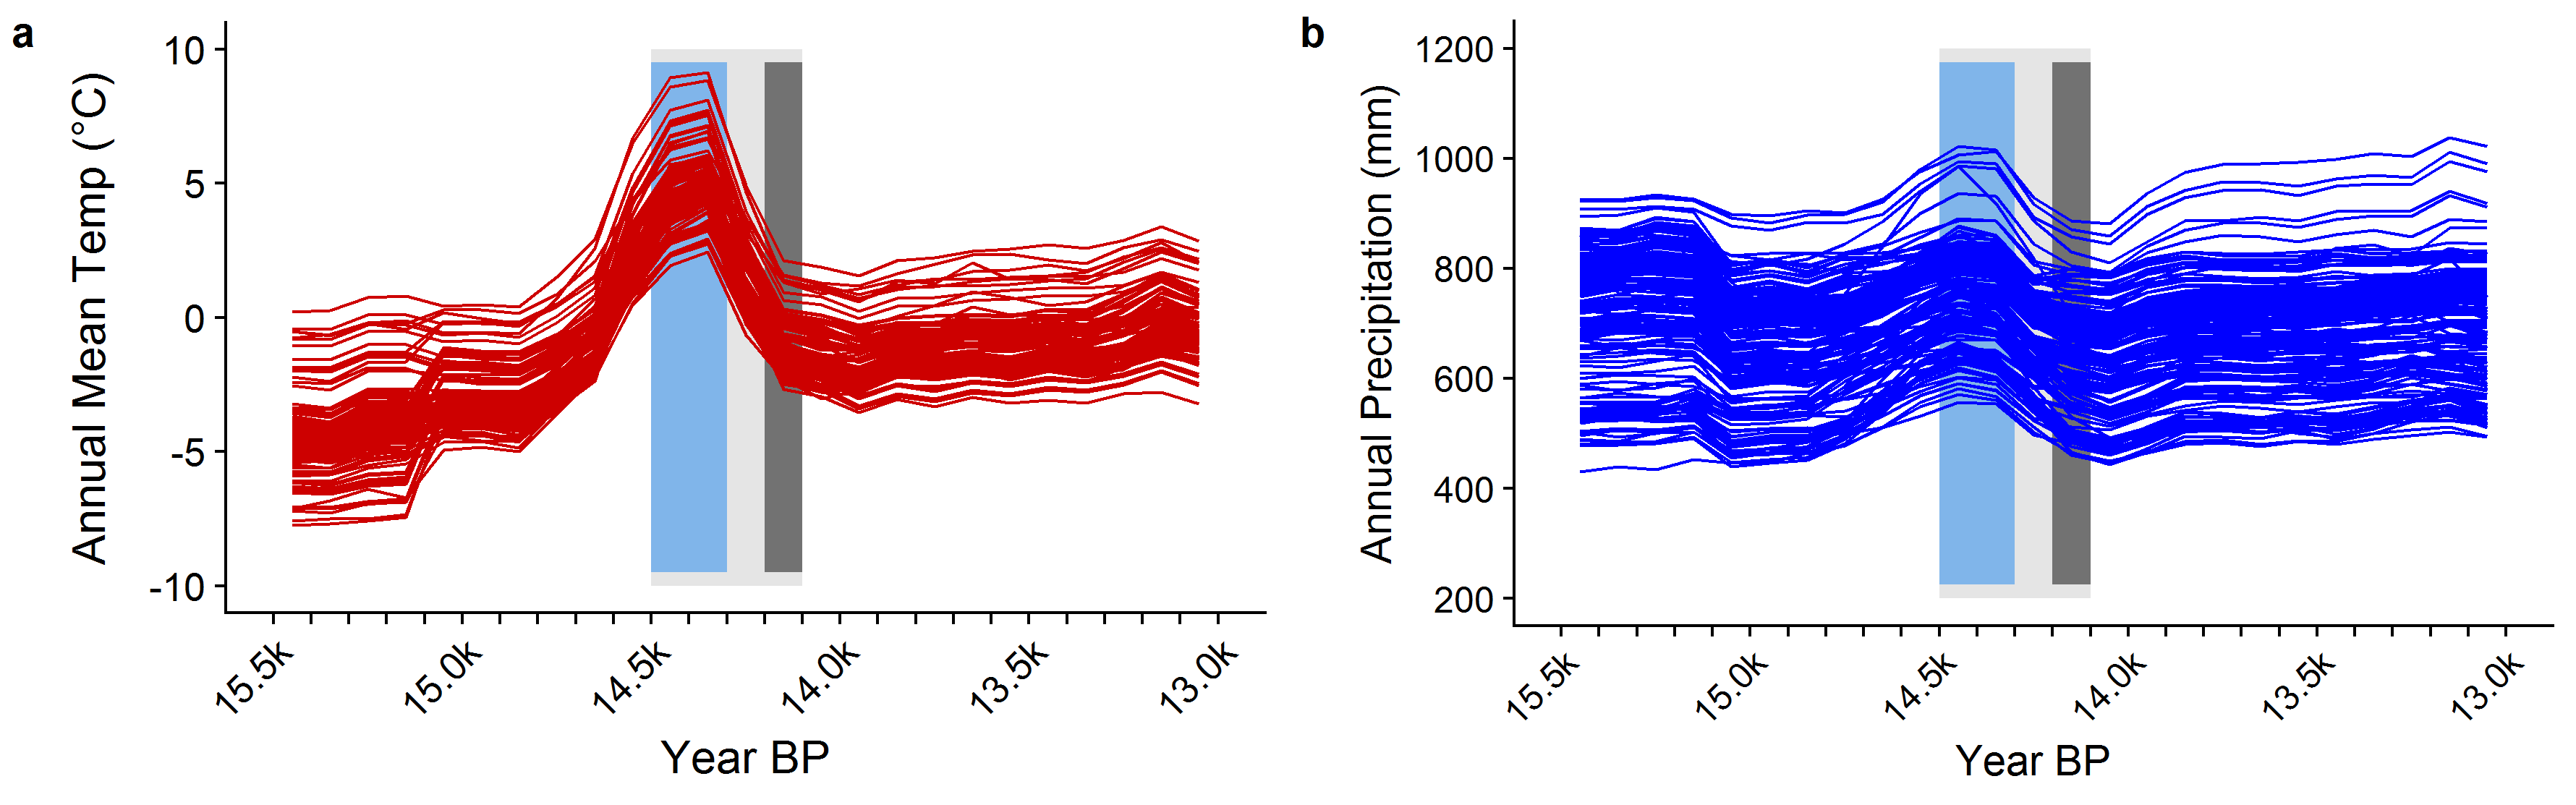 a
Annual Mean Temp (°C)
10
5
0
-5
-10
15.5k
15.0k
14.5k
14.0k
13.5k
13.0k
Year BP
b
Annual Precipitation (mm)
1200
1000
800
600
400
200
15.5k
15.0k
14.5k
14.0k
13.5k
13.0k
Year BP